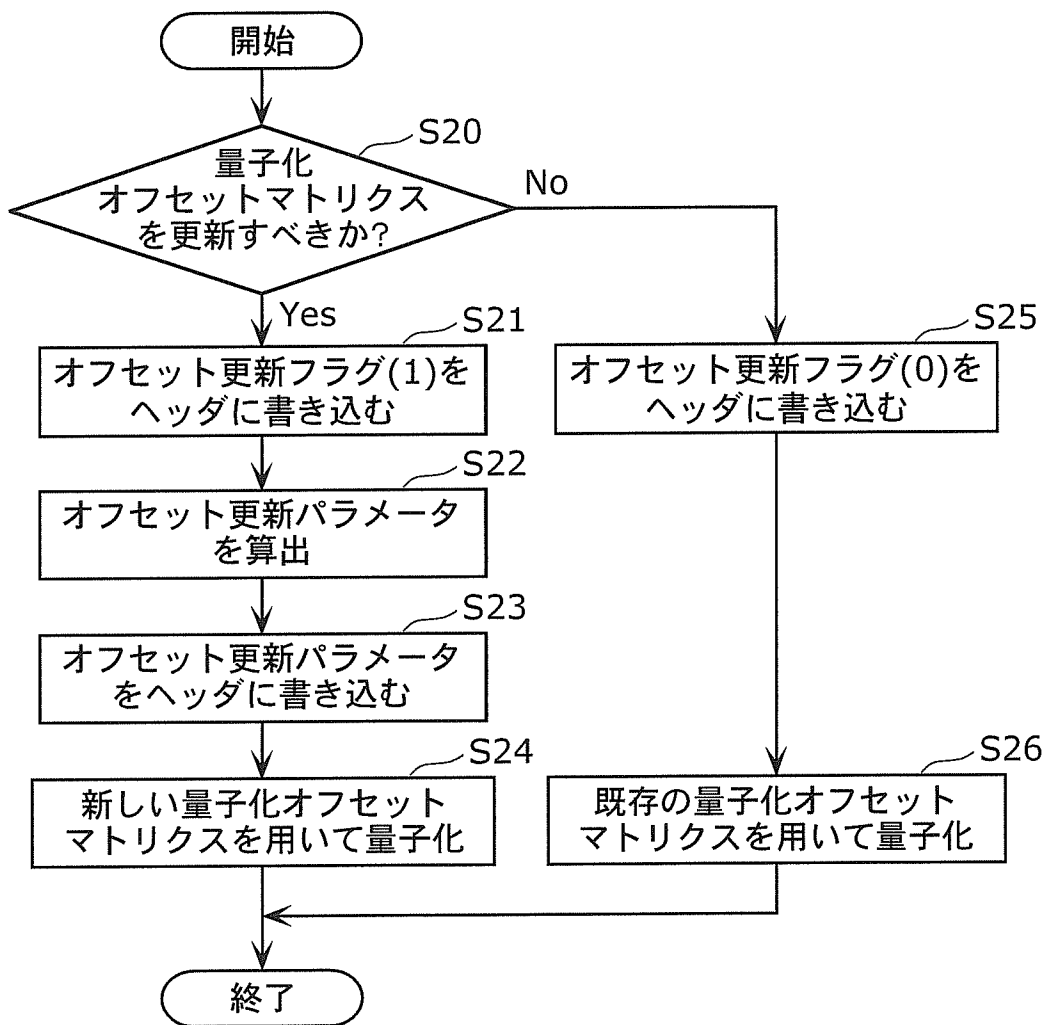 開始
S20
量子化
オフセットマトリクス
を更新すべきか?
No
Yes
S21
オフセット更新フラグ(1)を
ヘッダに書き込む
S25
オフセット更新フラグ(0)を
ヘッダに書き込む
S22
オフセット更新パラメータ
を算出
S23
オフセット更新パラメータ
をヘッダに書き込む
S24
新しい量子化オフセット
マトリクスを用いて量子化
S26
既存の量子化オフセット
マトリクスを用いて量子化
終了